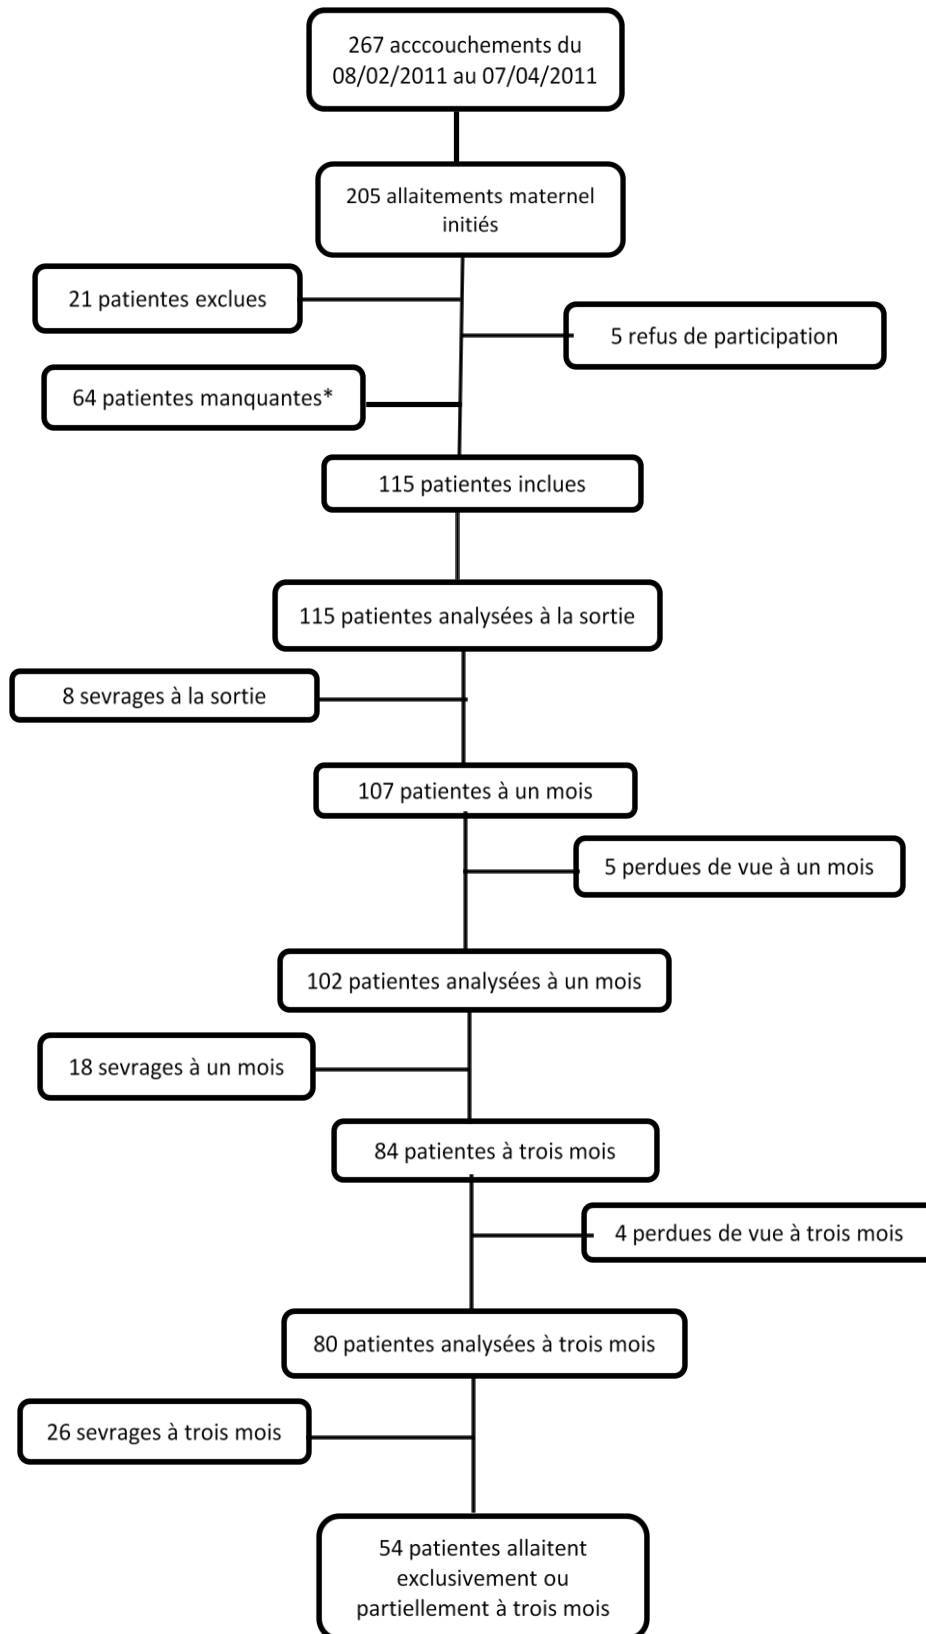 267 acccouchements du
08/02/2011 au 07/04/2011
205 allaitements maternel
initiés
21 patientes exclues
5 refus de participation
64 patientes manquantes*
115 patientes inclues
115 patientes analysées à la sortie
8 sevrages à la sortie
107 patientes à un mois
5 perdues de vue à un mois
102 patientes analysées à un mois
18 sevrages à un mois
84 patientes à trois mois
4 perdues de vue à trois mois
80 patientes analysées à trois mois
26 sevrages à trois mois
54 patientes allaitent
exclusivement ou
partiellement à trois mois